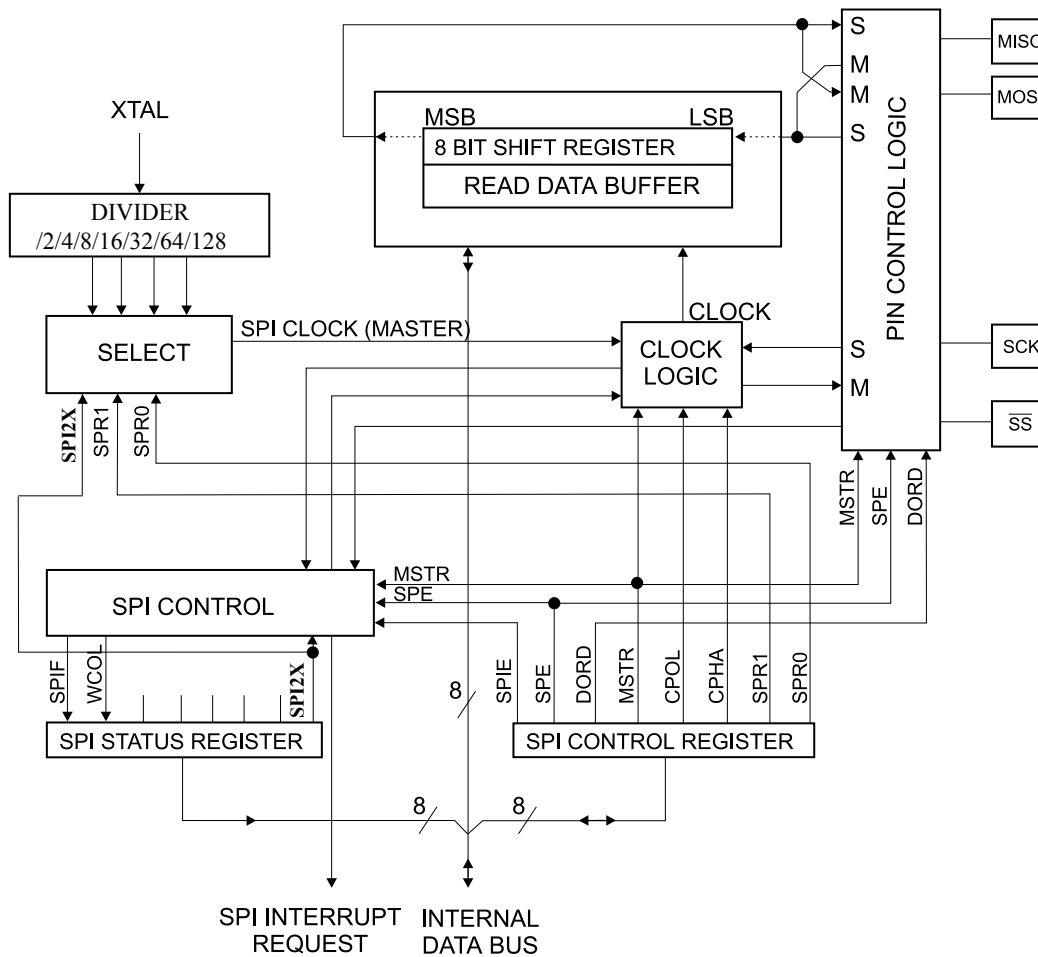 S
MISO
M
MOSI
M
XTAL
MSB
LSB
8 BIT SHIFT REGISTER
S
READ DATA BUFFER
PIN CONTROL LOGIC
DIVIDER
/2/4/8/16/32/64/128
SPI CLOCK (MASTER)
CLOCK
SELECT
CLOCK
LOGIC
S
SCK
M
SPI2X
SPR1
SPR0
SS
MSTR
SPE
DORD
MSTR
SPE
SPI CONTROL
SPIF
WCOL
SPI2X
8
SPIE
SPE
DORD
MSTR
CPOL
CPHA
SPR1
SPR0
SPI STATUS REGISTER
SPI CONTROL REGISTER
8
8
SPI INTERRUPT
REQUEST
INTERNAL
DATA BUS